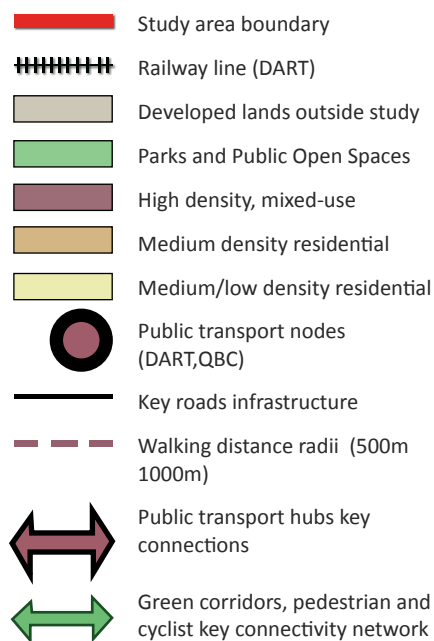 Study area boundary
Railway line (DART)
Developed lands outside study
Parks and Public Open Spaces
High density, mixed-use
Medium density residential
Medium/low density residential
Public transport nodes
(DART,QBC)
Key roads infrastructure
Walking distance radii  (500m
1000m)
Public transport hubs key
connections
Green corridors, pedestrian and
cyclist key connectivity network